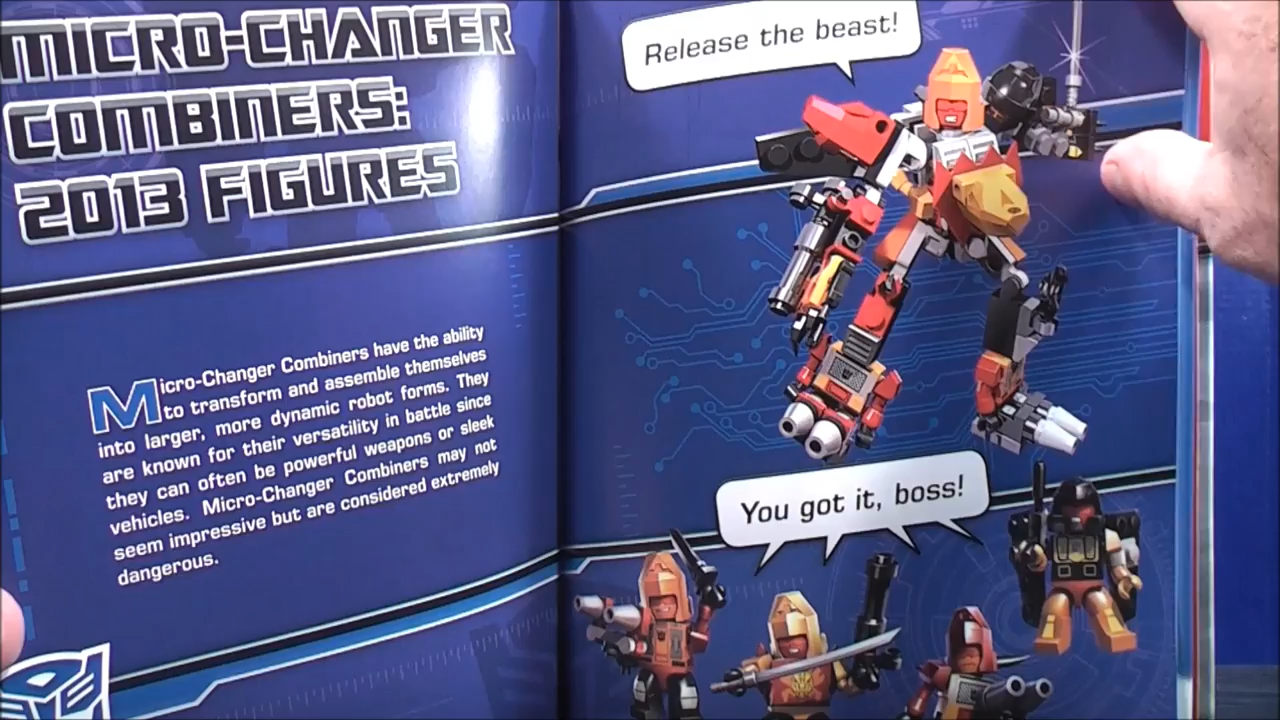 MICRO-CHANGER
COMBINERS:
2013 FIGURES
Micro-Changer Combiners have the ability
to transform and assemble themselves
into larger, more dynamic robot forms. They
are known for their versatility in battle since
they can often be powerful weapons or sleek
vehicles. Micro-Changer Combiners may not
seem impressive but are considered extremely
dangerous.
Release the beast!
You got it, boss!